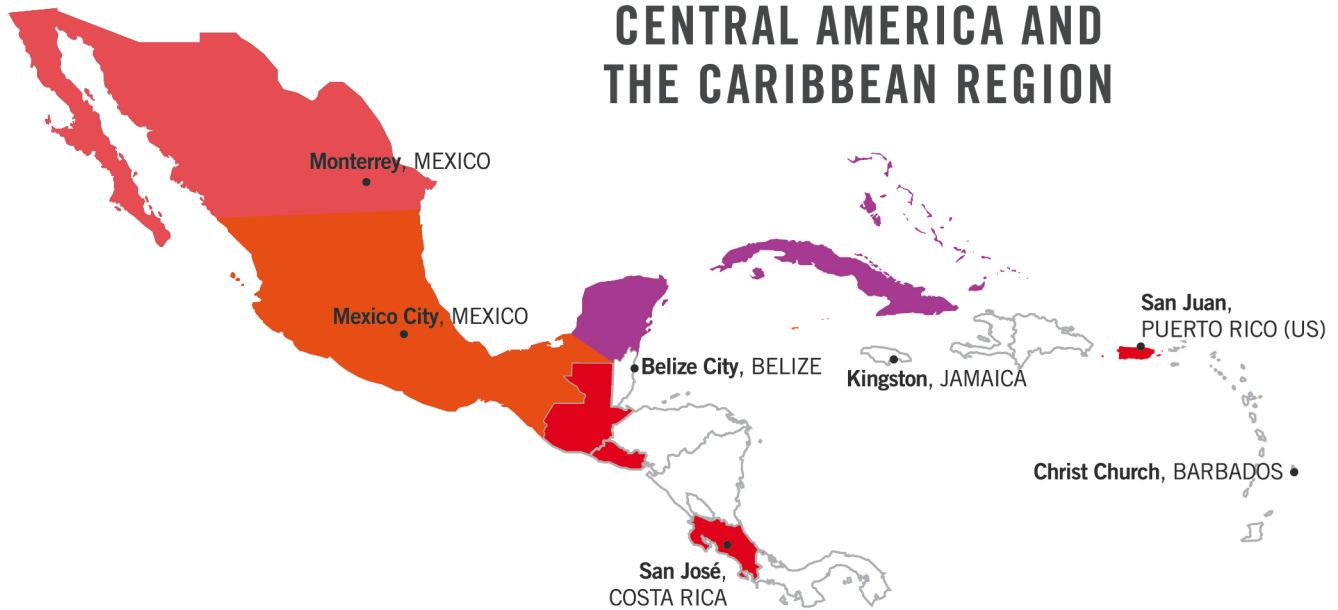 CENTRAL AMERICA AND
THE CARIBBEAN REGION
Monterrey, MEXICO
Mexico City, MEXICO
Belize City, BELIZE
Kingston, JAMAICA
San Juan,
PUERTO RICO (US)
Christ Church, BARBADOS
San José,
COSTA RICA